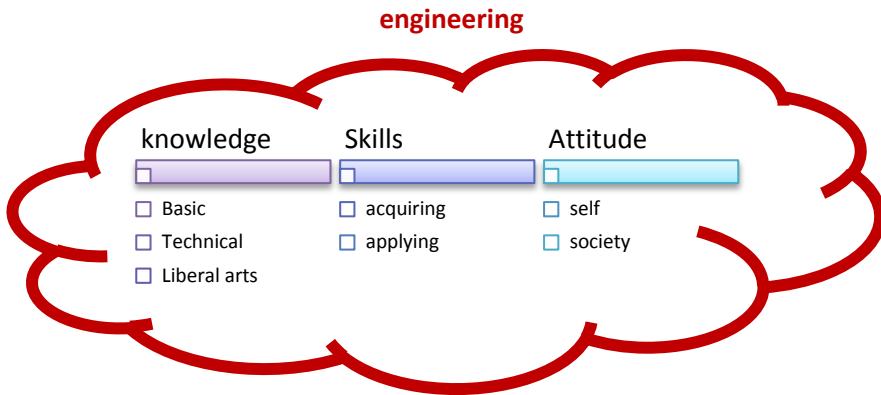 engineering
knowledge
Basic
Technical
Liberal arts
Skills
acquiring
applying
Attitude
self
society